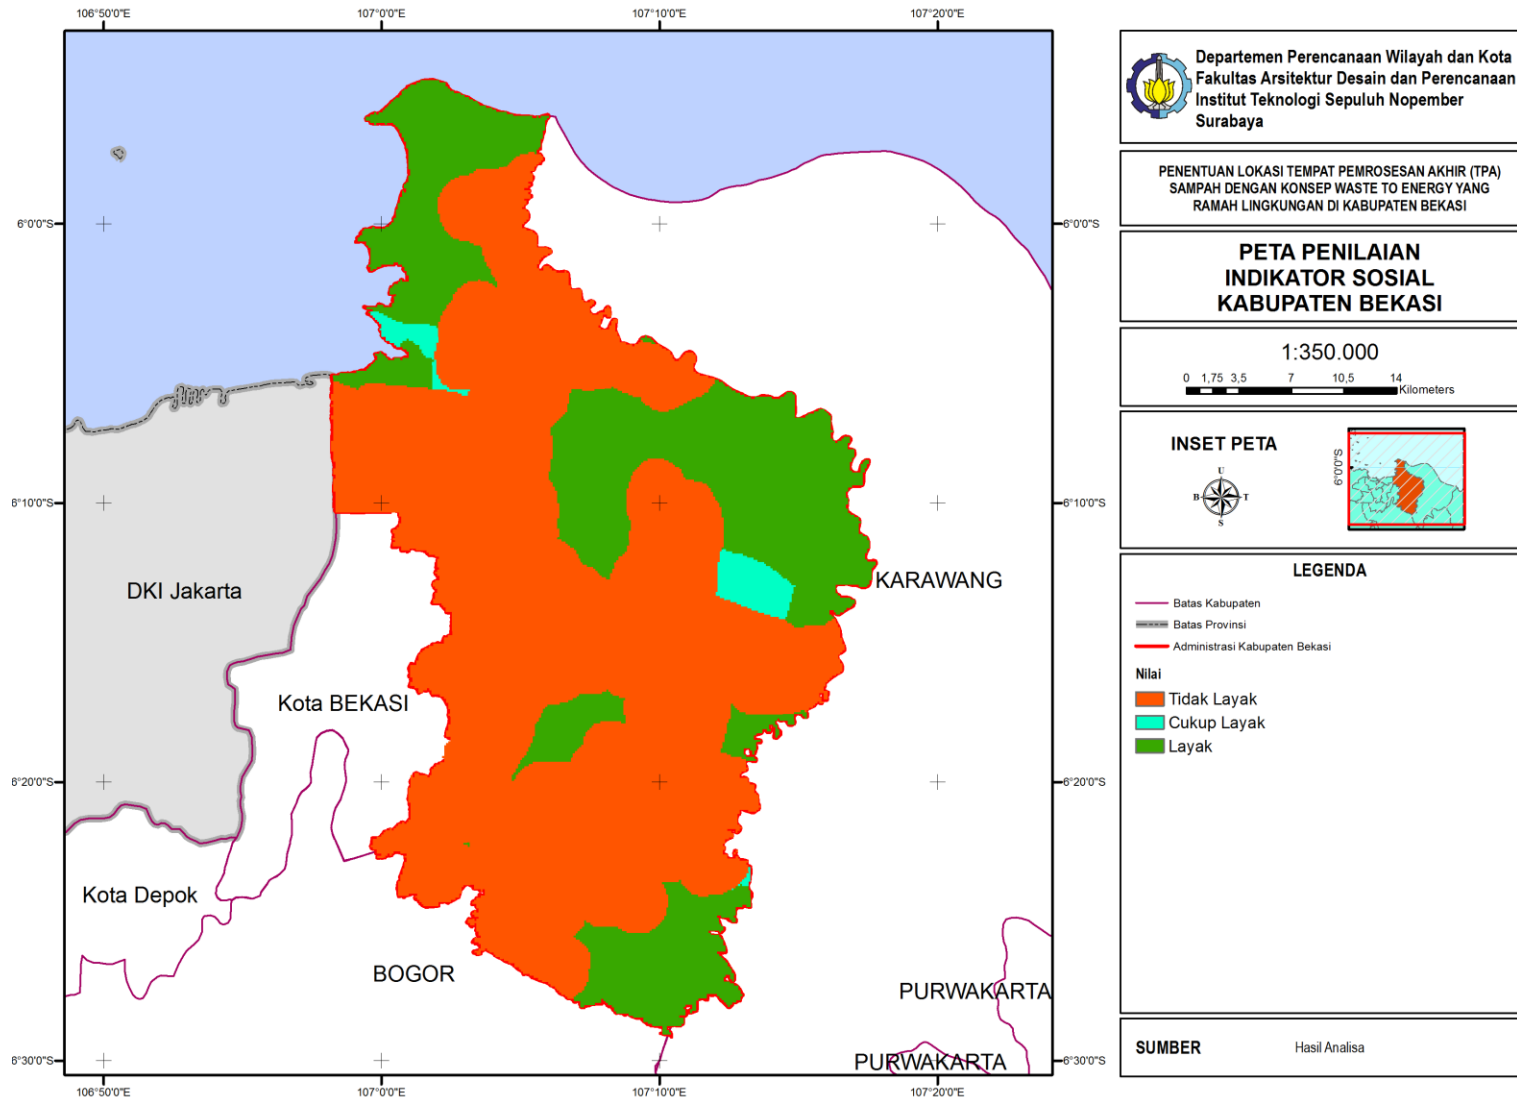 106°50'0"E
107°0'0"E
107°10'0"E
107°20'0"E
6°0'0"S
6°10'0"S
6°20'0"S
6°30'0"S
DKI Jakarta
Kota BEKASI
Kota Depok
BOGOR
KARAWANG
PURWAKARTA
PURWAKARTA
6°0'0"S
6°10'0"S
6°20'0"S
6°30'0"S
106°50'0"E
107°0'0"E
107°10'0"E
107°20'0"E
Departemen Perencanaan Wilayah dan Kota
Fakultas Arsitektur Desain dan Perencanaan
Institut Teknologi Sepuluh Nopember
Surabaya
PENENTUAN LOKASI TEMPAT PEMROSESAN AKHIR (TPA)
SAMPAH DENGAN KONSEP WASTE TO ENERGY YANG
RAMAH LINGKUNGAN DI KABUPATEN BEKASI
PETA PENILAIAN
INDIKATOR SOSIAL
KABUPATEN BEKASI
1:350.000
0 1,75 3,5 7 10,5 14
Kilometers
INSET PETA
U
B T
S
6°0'0"S
LEGENDA
Batas Kabupaten
Batas Provinsi
Administrasi Kabupaten Bekasi
Nilai
Tidak Layak
Cukup Layak
Layak
SUMBER Hasil Analisa